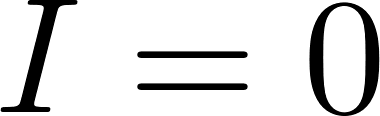 I = 0